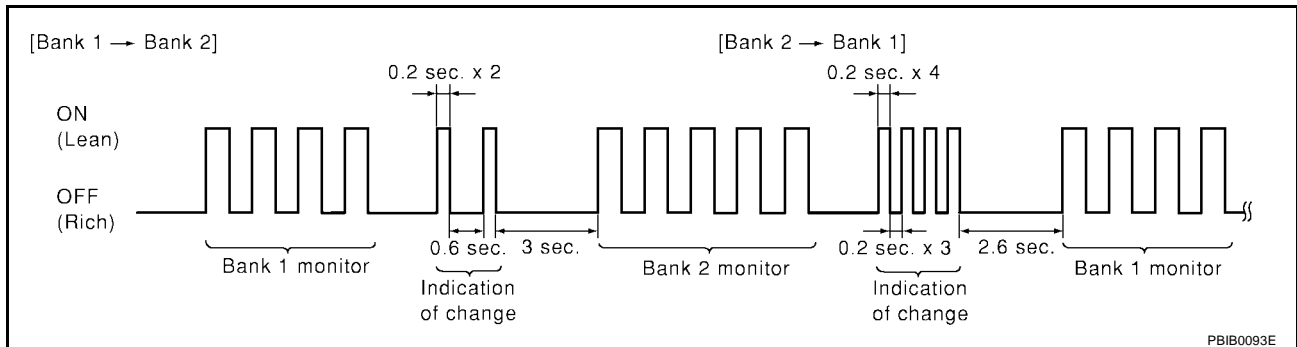 [Bank 1 → Bank 2]
[Bank 2 → Bank 1]
0.2 sec. x 2
0.2 sec. x 4
ON
(Lean)
OFF
(Rich)
0.6 sec.
3 sec.
0.2 sec. x 3
2.6 sec.
Bank 1 monitor
Indication
of change
Bank 2 monitor
Indication
of change
Bank 1 monitor
PBIB0093E